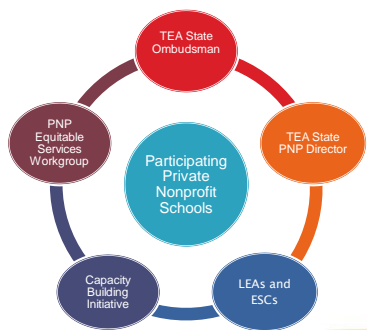 TEA State
Ombudsman
TEA State
PNP Director
LEAs and
ESCs
Capacity
Building
Initiative
PNP
Equitable
Services
Workgroup
Participating
Private
Nonprofit
Schools